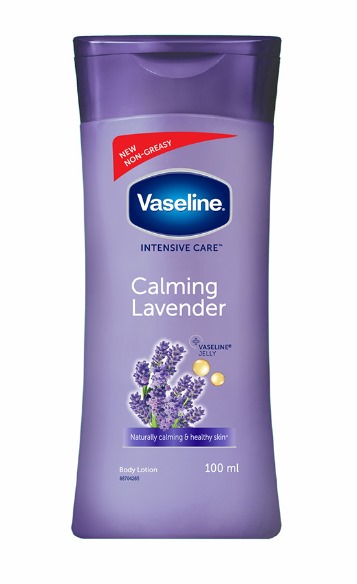 NEW
NON-GREASY
Vaseline.
INTENSIVE CARE™
Calming
Lavender
VASELINE®
JELLY
Naturally calming & healthy skin*
Body Lotion
100 ml